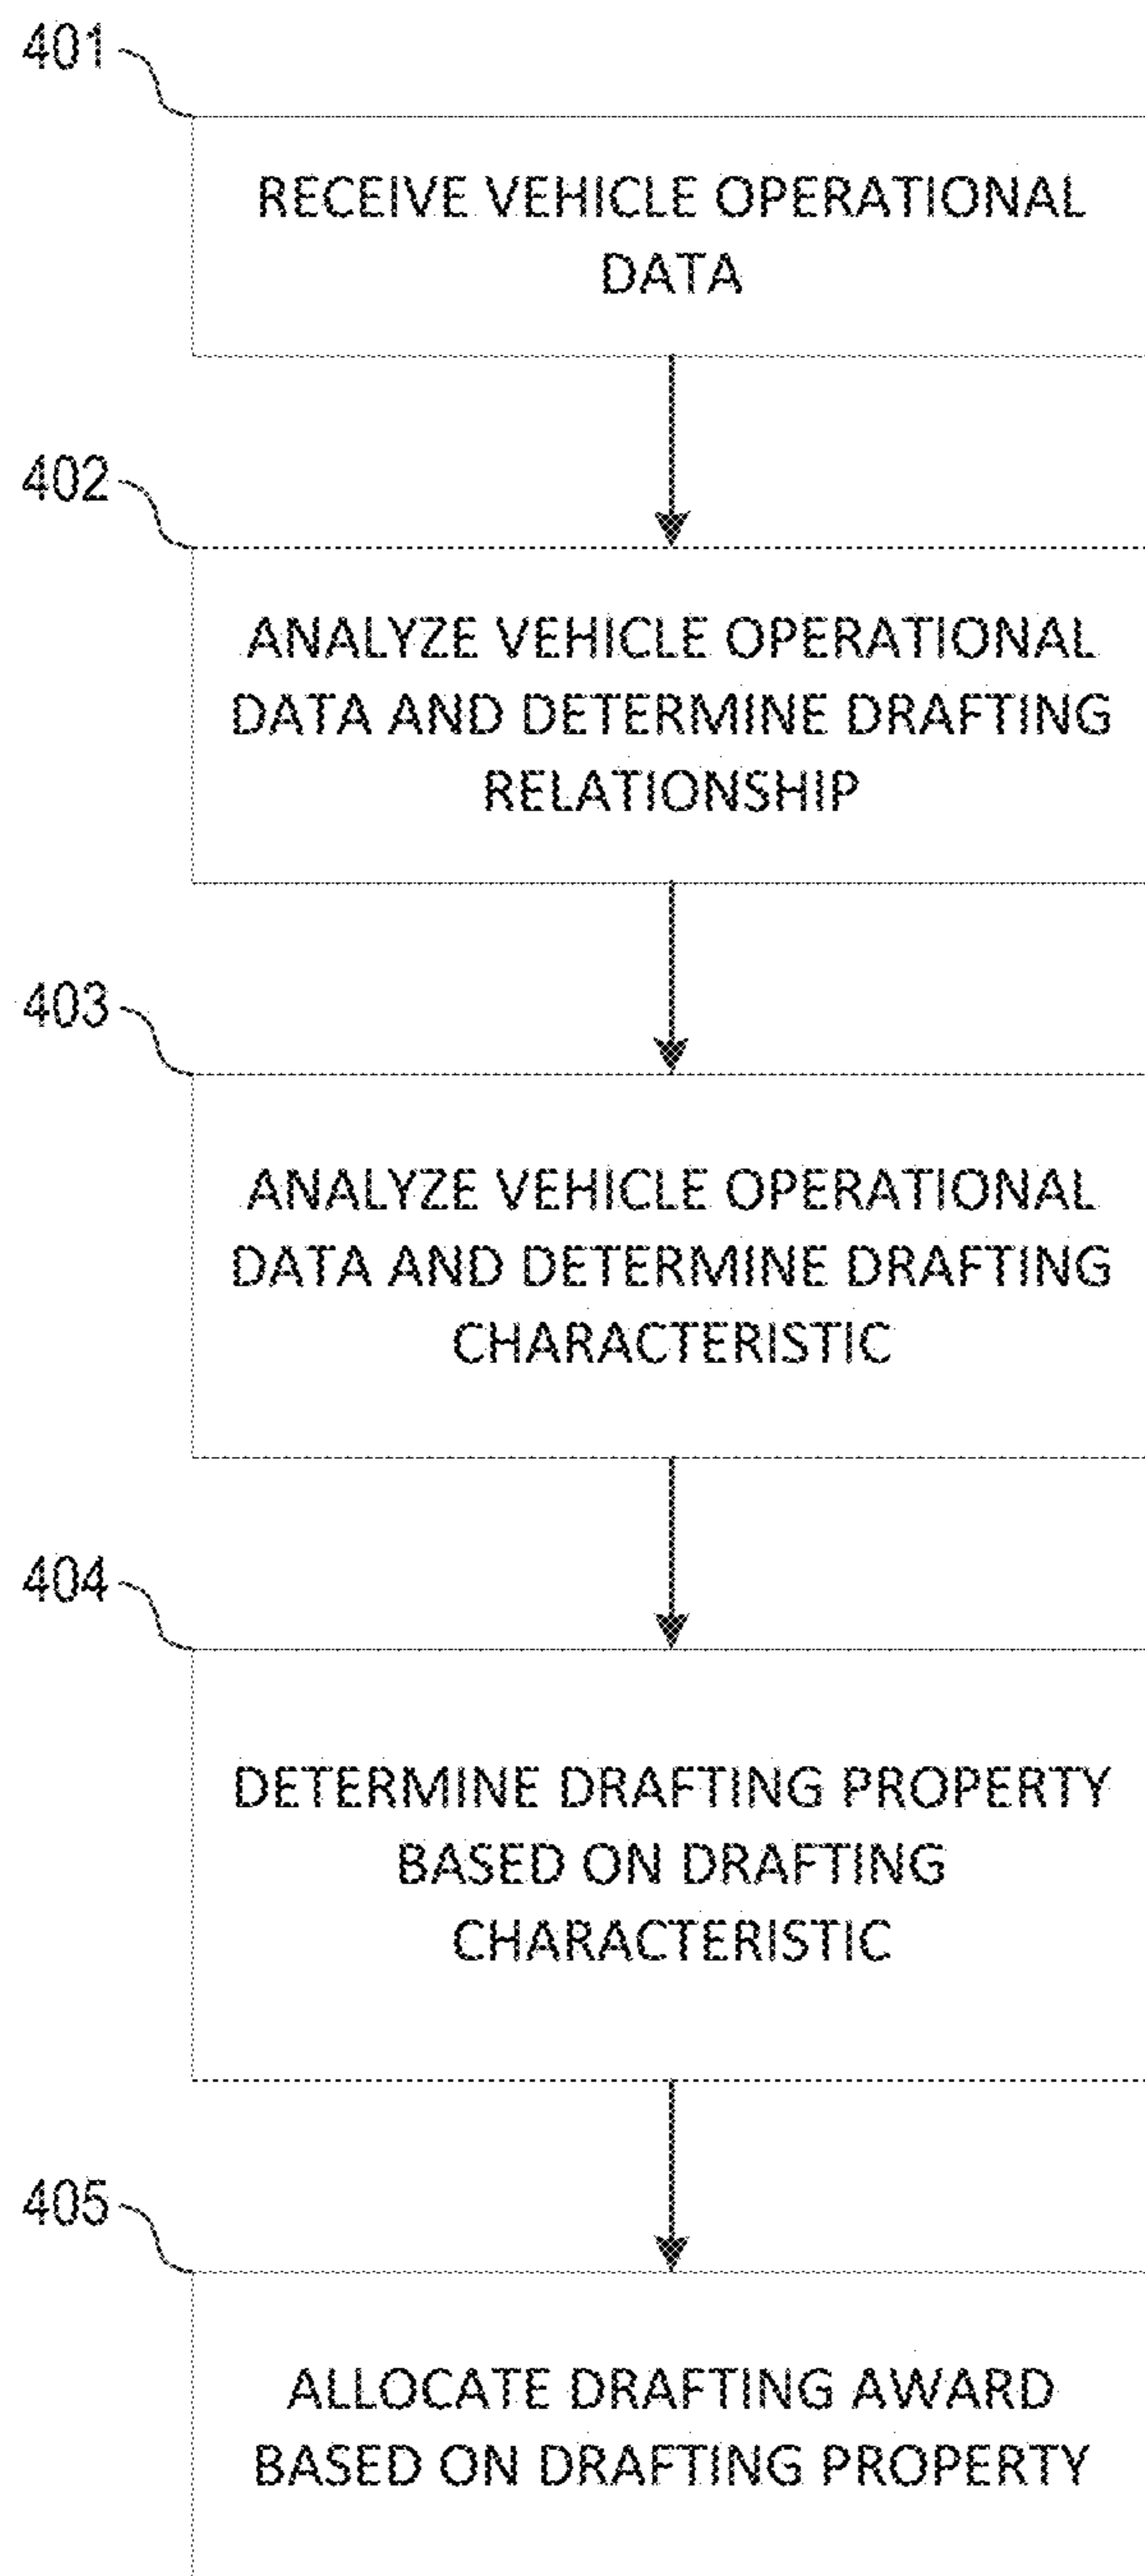 401
RECEIVE VEHICLE OPERATIONAL
DATA
402
ANALYZE VEHICLE OPERATIONAL
DATA AND DETERMINE DRAFTING
RELATIONSHIP
403
ANALYZE VEHICLE OPERATIONAL
DATA AND DETERMINE DRAFTING
CHARACTERISTIC
404
DETERMINE DRAFTING PROPERTY
BASED ON DRAFTING
CHARACTERISTIC
405
ALLOCATE DRAFTING AWARD
BASED ON DRAFTING PROPERTY